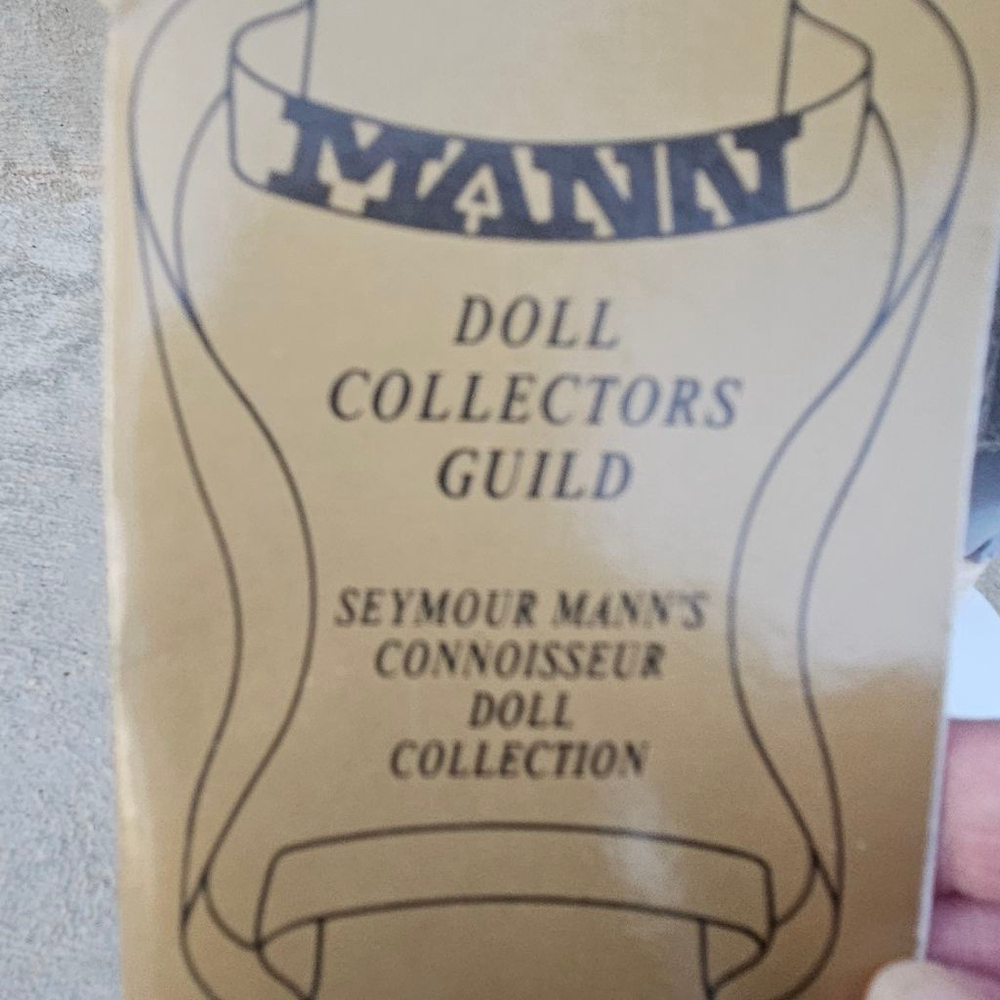 MANN
DOLL
COLLECTORS
GUILD
SEYMOUR MANN'S
CONNOISSEUR
DOLL
COLLECTION